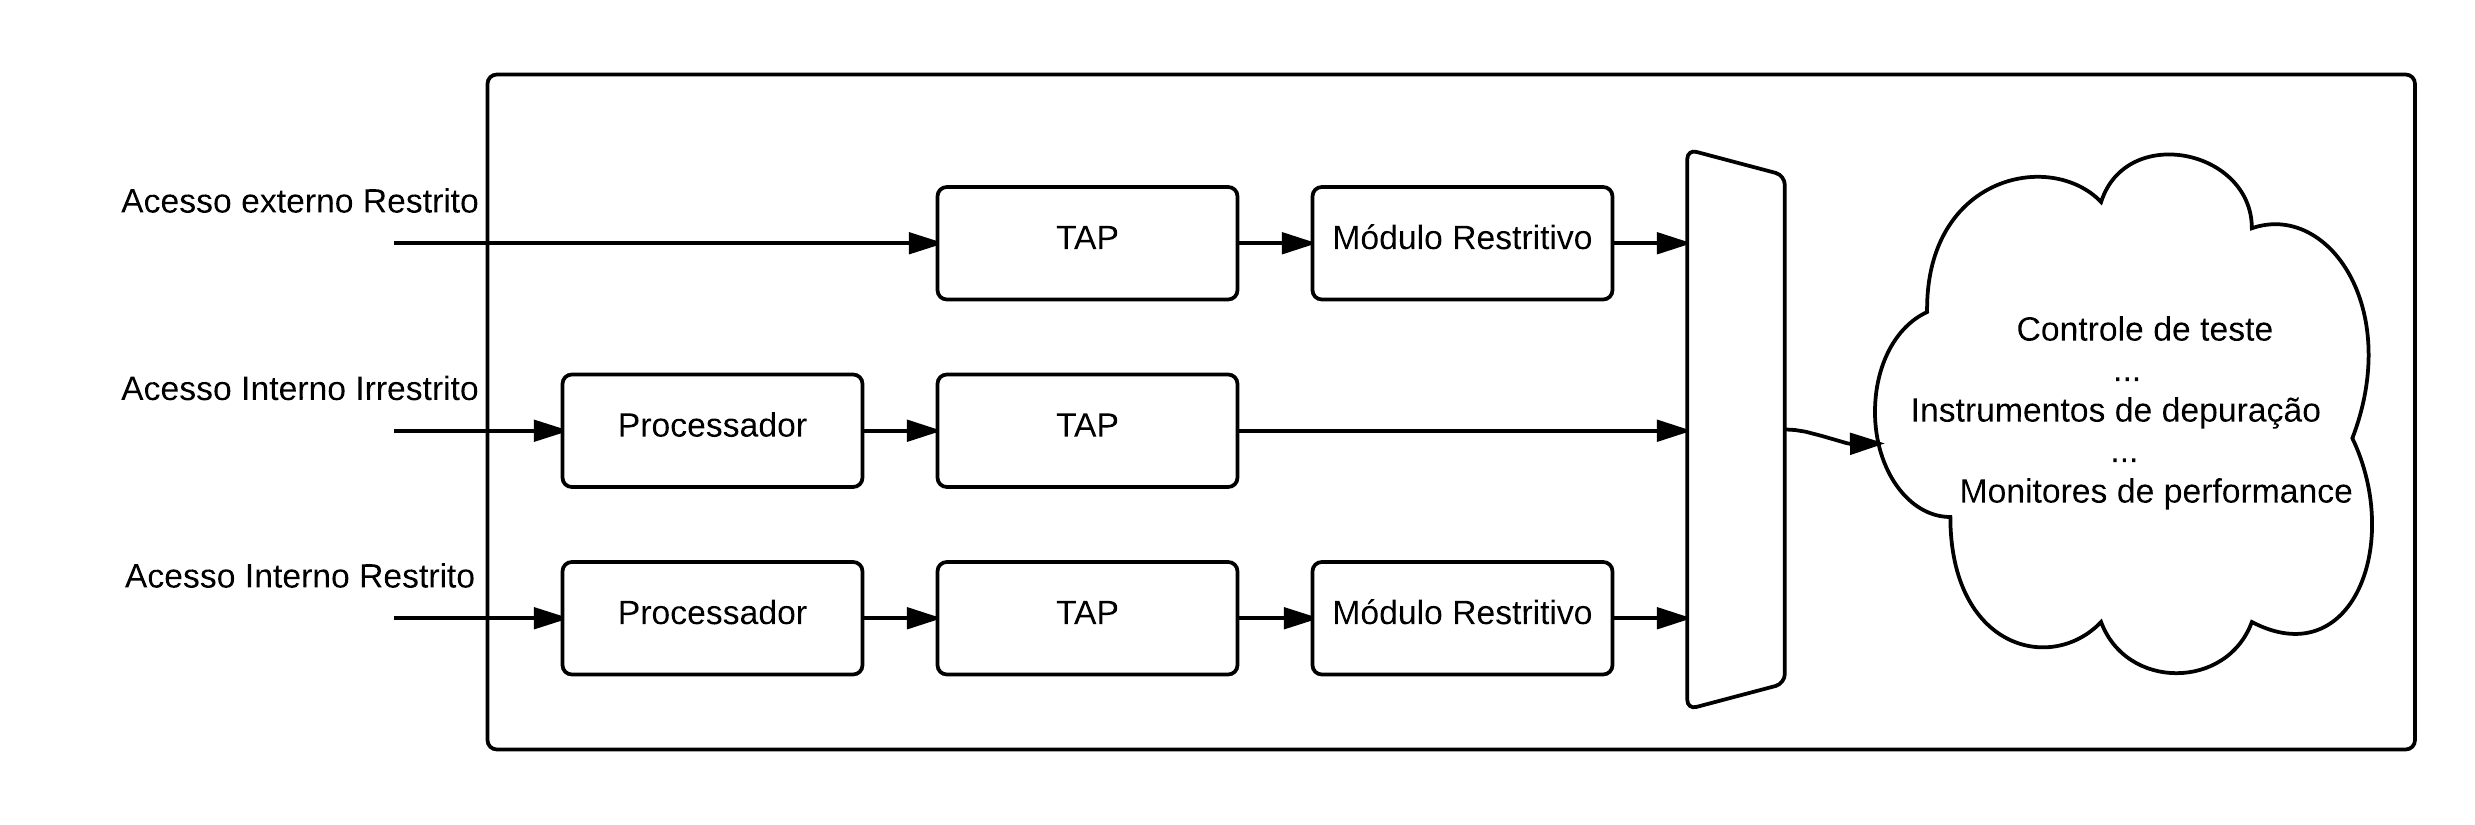 Acesso externo Restrito
TAP
Módulo Restritivo
Acesso Interno Irrestrito
Processador
TAP
Acesso Interno Restrito
Processador
TAP
Módulo Restritivo
Controle de teste
...
Instrumentos de depuração
...
Monitores de performance